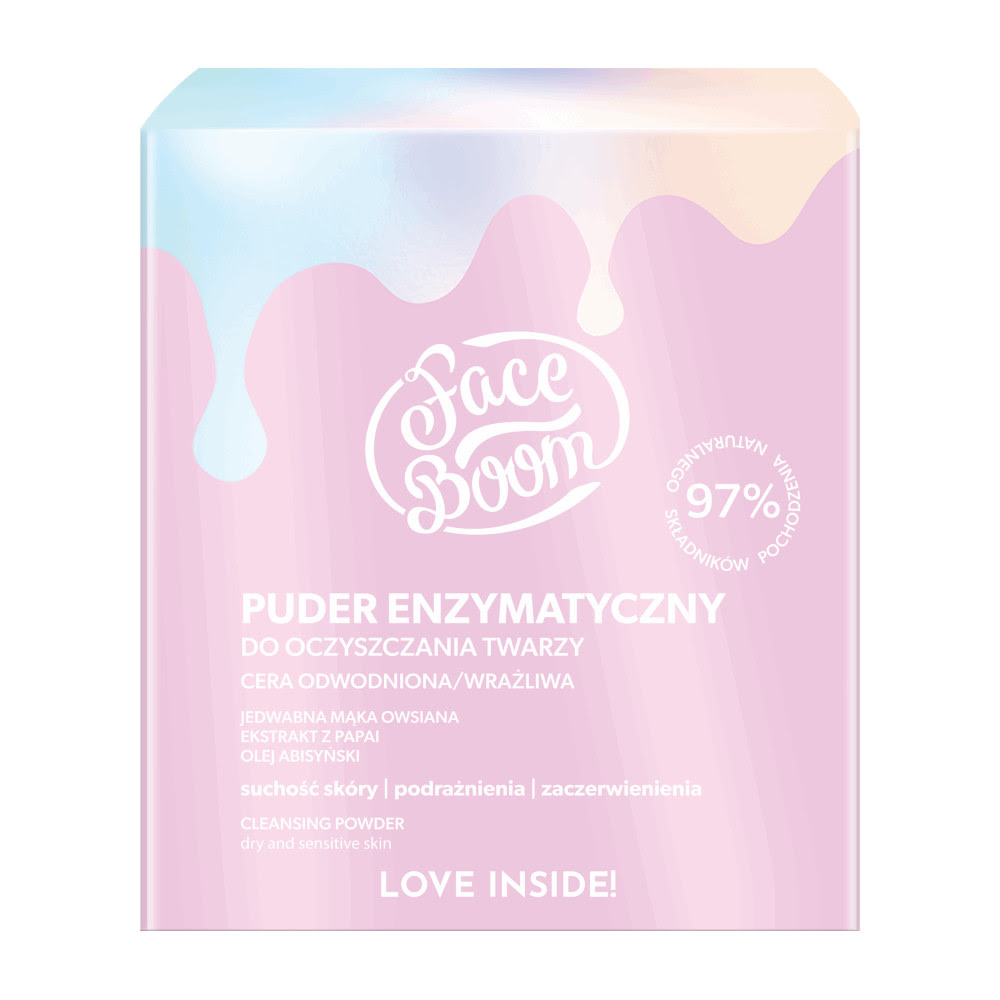 Face
Boom
97%
SKŁADNIKÓW POCHODZENIA NATURALNEGO
PUDER ENZYMATYCZNY
DO OCZYSZCZANIA TWARZY
CERA ODWODNIONA/WRAŻLIWA
JEDWABNA MĄKA OWSIANA
EKSTRAKT Z PAPAI
OLEJ ABISYŃSKI
suchość skóry | podrażnienia | zaczerwienienia
CLEANSING POWDER
dry and sensitive skin
LOVE INSIDE!